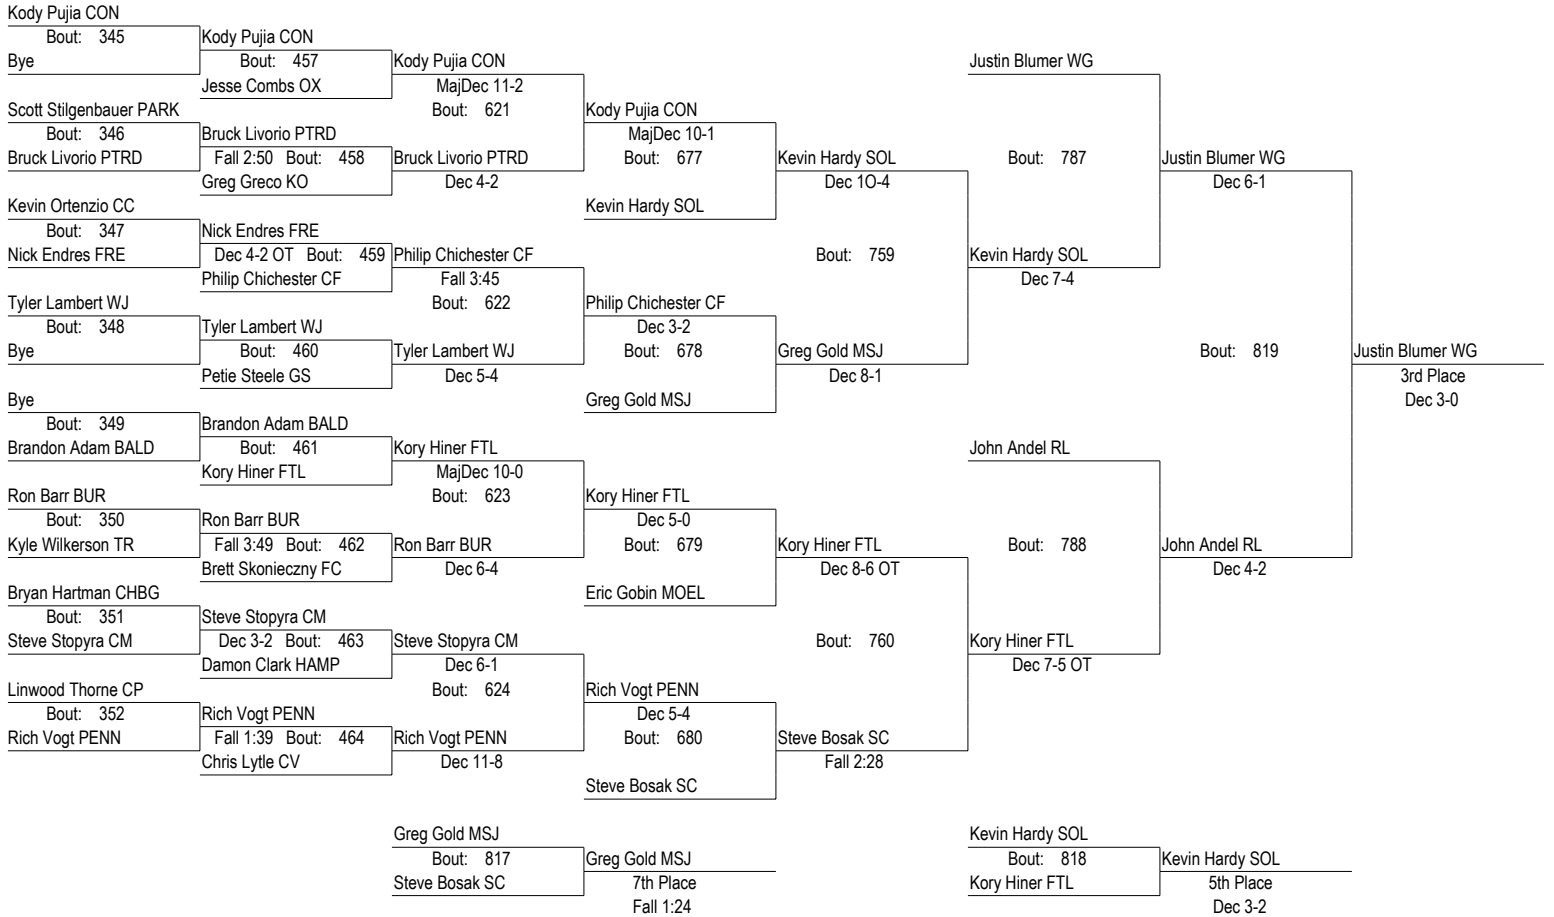 Kody Pujia CON
Bout: 345 Kody Pujia CON
Bye Bout: 457 Kody Pujia CON Justin Blumer WG
Jesse Combs OX MajDec 11-2
Scott Stilgenbauer PARK Bout: 621 Kody Pujia CON
Bout: 346 Bruck Livorio PTRD MajDec 10-1
Bruck Livorio PTRD Fall 2:50 Bout: 458 Bruck Livorio PTRD Bout: 677 Kevin Hardy SOL Bout: 787 Justin Blumer WG
Greg Greco KO Dec 4-2 Dec 1O-4 Dec 6-1
Kevin Ortenzio CC Kevin Hardy SOL
Bout: 347 Nick Endres FRE
Nick Endres FRE Dec 4-2 OT Bout: 459 Philip Chichester CF Bout: 759 Kevin Hardy SOL
Philip Chichester CF Fall 3:45 Dec 7-4
Tyler Lambert WJ Bout: 622 Philip Chichester CF
Bout: 348 Tyler Lambert WJ Dec 3-2
Bye Bout: 460 Tyler Lambert WJ Bout: 678 Greg Gold MSJ Bout: 819 Justin Blumer WG
Petie Steele GS Dec 5-4 Dec 8-1 3rd Place
Bye Greg Gold MSJ Dec 3-0
Bout: 349 Brandon Adam BALD
Brandon Adam BALD Bout: 461 Kory Hiner FTL John Andel RL
Kory Hiner FTL MajDec 10-0
Ron Barr BUR Bout: 623 Kory Hiner FTL
Bout: 350 Ron Barr BUR Dec 5-0
Kyle Wilkerson TR Fall 3:49 Bout: 462 Ron Barr BUR Bout: 679 Kory Hiner FTL Bout: 788 John Andel RL
Brett Skonieczny FC Dec 6-4 Dec 8-6 OT Dec 4-2
Bryan Hartman CHBG Eric Gobin MOEL
Bout: 351 Steve Stopyra CM
Steve Stopyra CM Dec 3-2 Bout: 463 Steve Stopyra CM Bout: 760 Kory Hiner FTL
Damon Clark HAMP Dec 6-1 Dec 7-5 OT
Linwood Thorne CP Bout: 624 Rich Vogt PENN
Bout: 352 Rich Vogt PENN Dec 5-4
Rich Vogt PENN Fall 1:39 Bout: 464 Rich Vogt PENN Bout: 680 Steve Bosak SC
Chris Lytle CV Dec 11-8 Fall 2:28
Steve Bosak SC
Greg Gold MSJ Kevin Hardy SOL
Bout: 817 Greg Gold MSJ Bout: 818 Kevin Hardy SOL
Steve Bosak SC 7th Place Kory Hiner FTL 5th Place
Fall 1:24 Dec 3-2